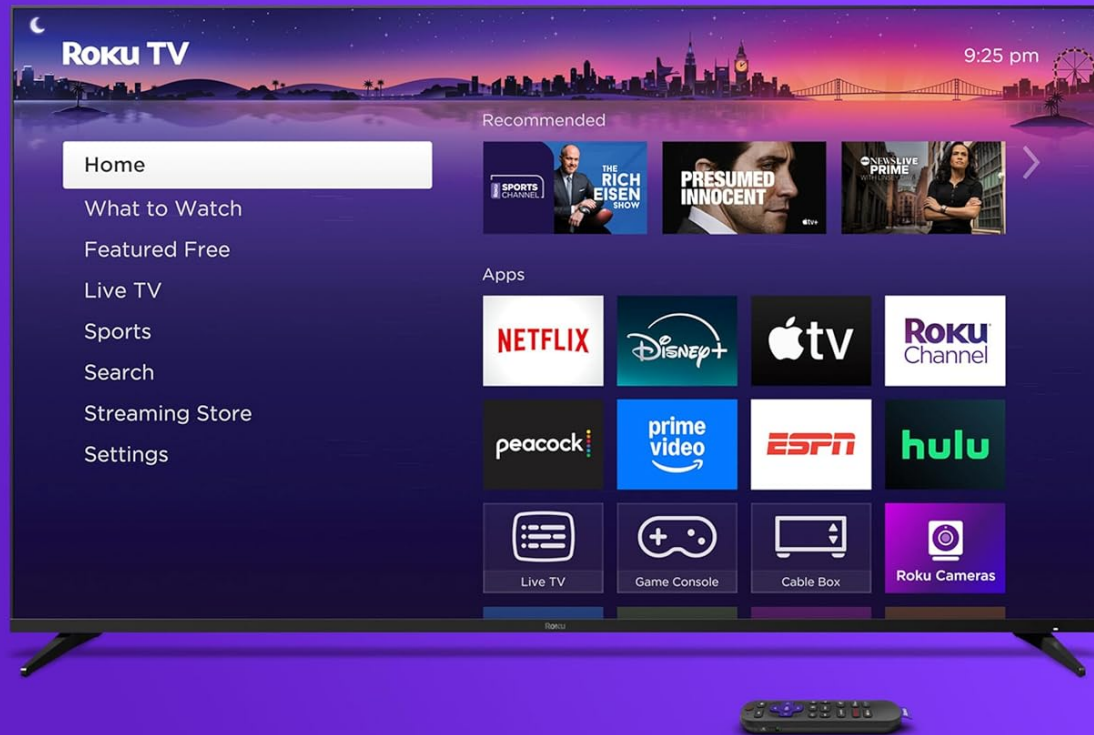 Roku TV
9:25 pm
Home
What to Watch
Featured Free
Live TV
Sports
Search
Streaming Store
Settings
Recommended
SPORTS
CHANNEL
THE
RICH
EISEN
SHOW
PRESUMED
INNOCENT
tv+
NEWSLIVE
PRIME
Apps
NETFLIX
Disney+
tv
Roku
Channel
peacock
prime
video
ESPN
hulu
Live TV
Game Console
Cable Box
Roku Cameras
Roku